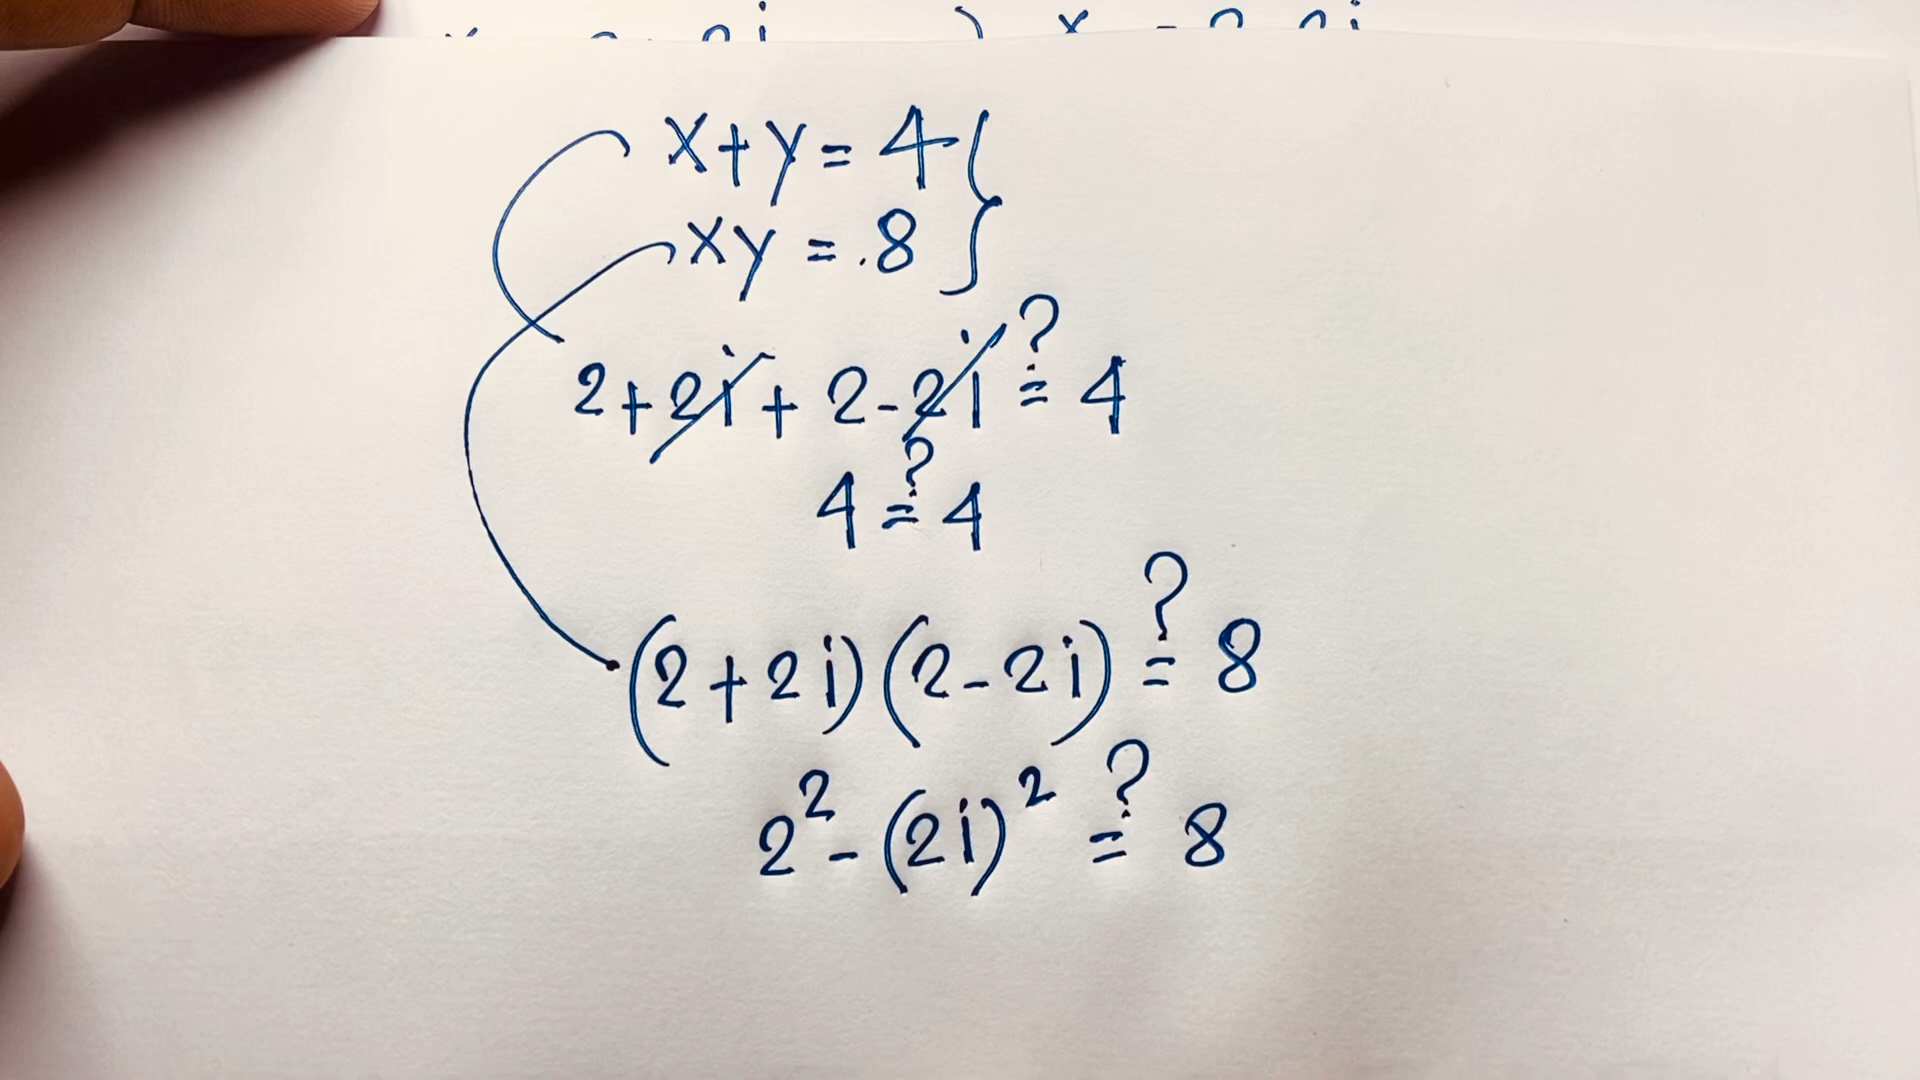 x+y = 4 }
xy = .8
2+2i + 2-2i ?= 4
4 ?= 4
(2+2i)(2-2i) ?= 8
2² - (2i)² ?= 8